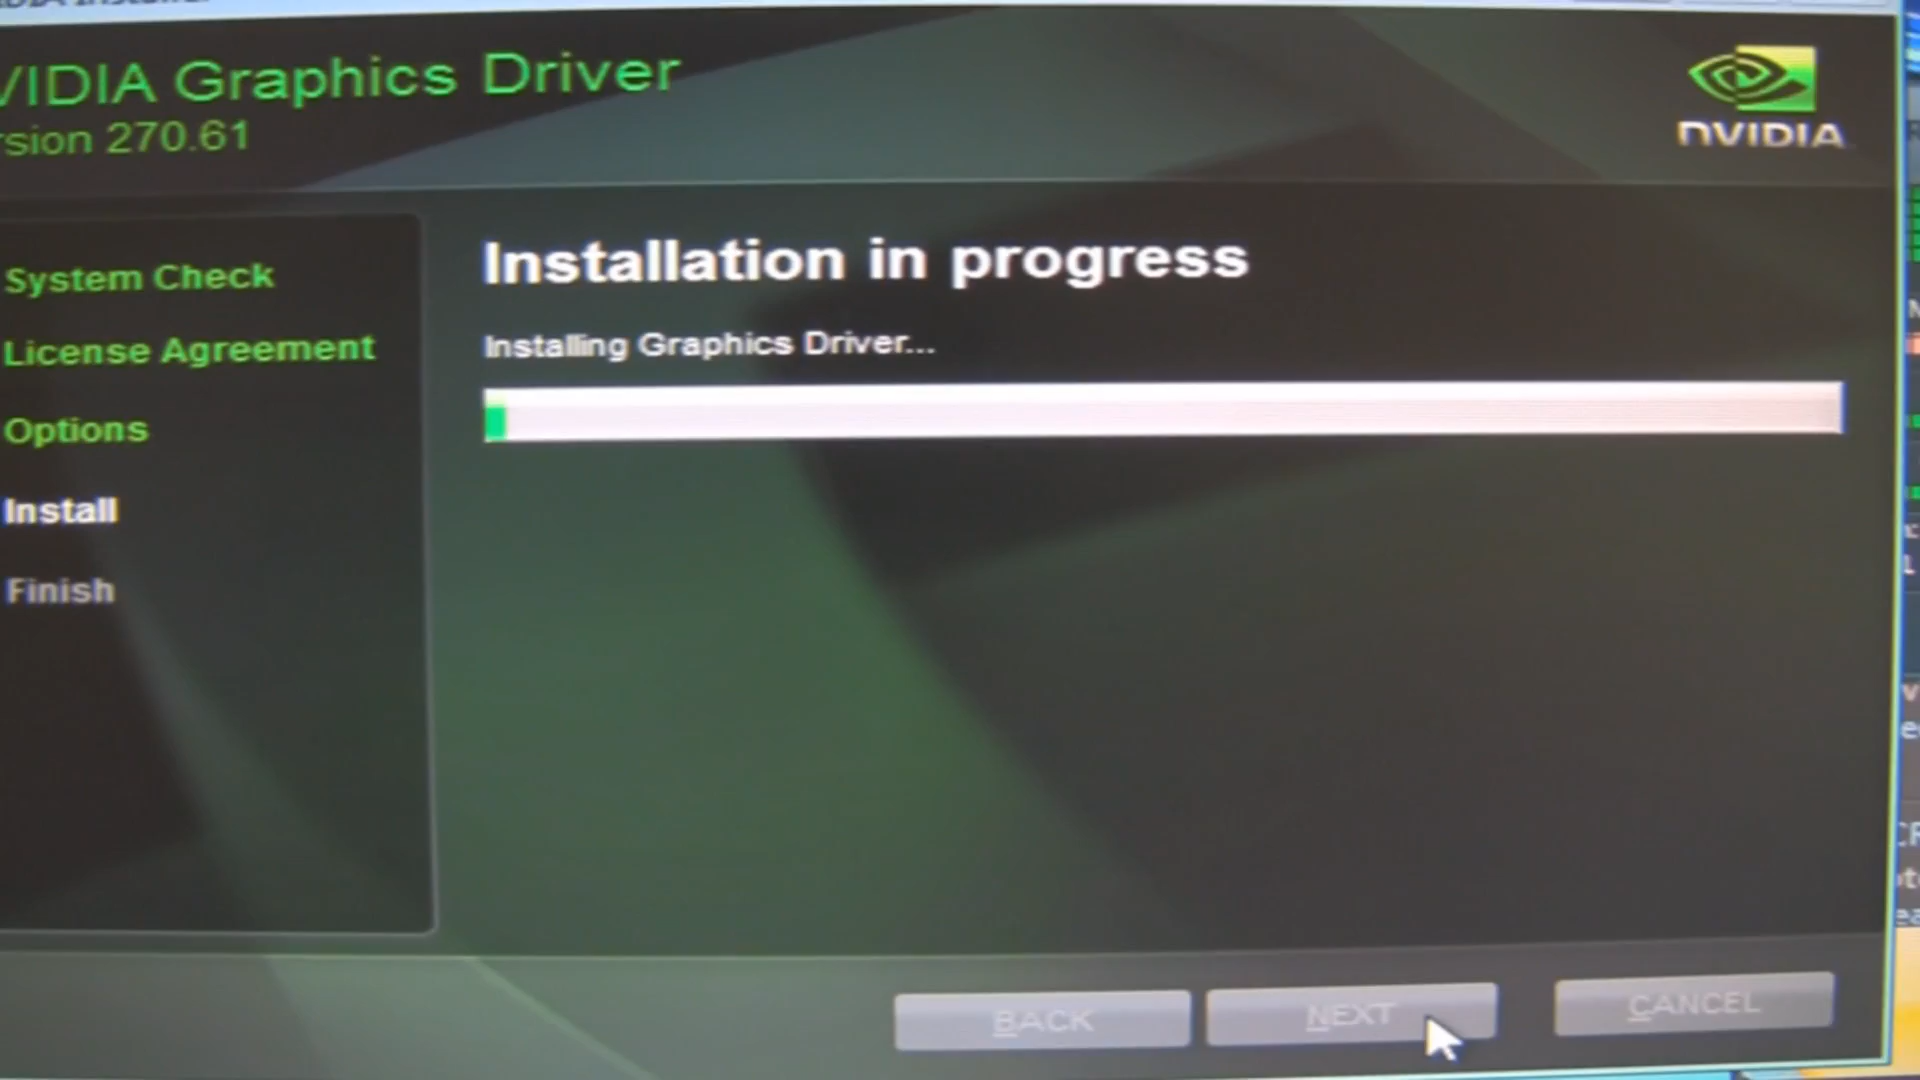 VIDIA Graphics Driver
rsion 270.61
NVIDIA
System Check
License Agreement
Options
Install
Finish
Installation in progress
Installing Graphics Driver...
BACK
NEXT
CANCEL